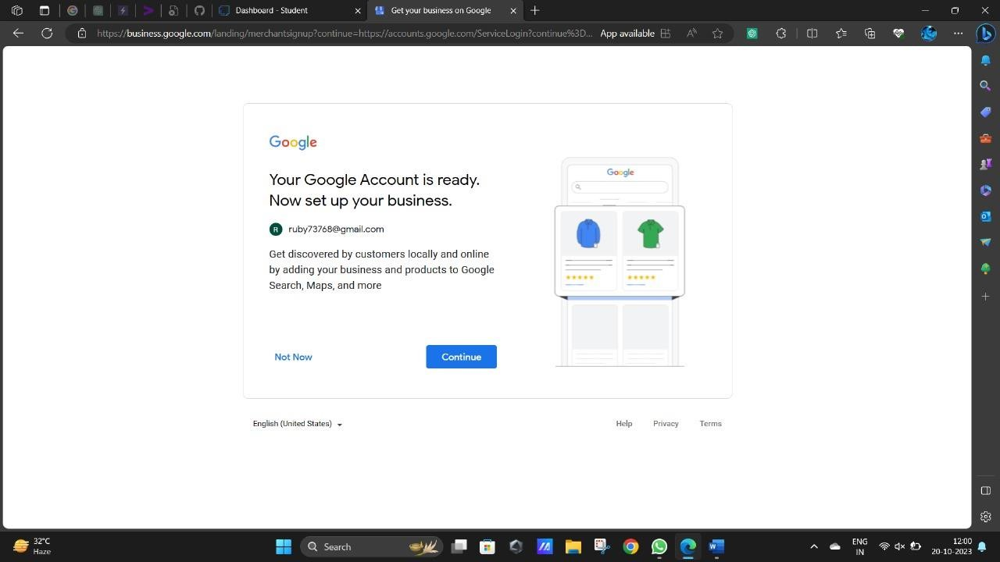 Dashboard - Student
Get your business on Google
https://business.google.com/landing/merchantsignup?continue=https://accounts.google.com/ServiceLogin?continue%3D...
App available
Google
Your Google Account is ready.
Now set up your business.
R
ruby73768@gmail.com
Get discovered by customers locally and online
by adding your business and products to Google
Search, Maps, and more
Not Now
Continue
Google
English (United States)
Help
Privacy
Terms
32°C
Haze
Search
ENG
IN
12:00
20-10-2023